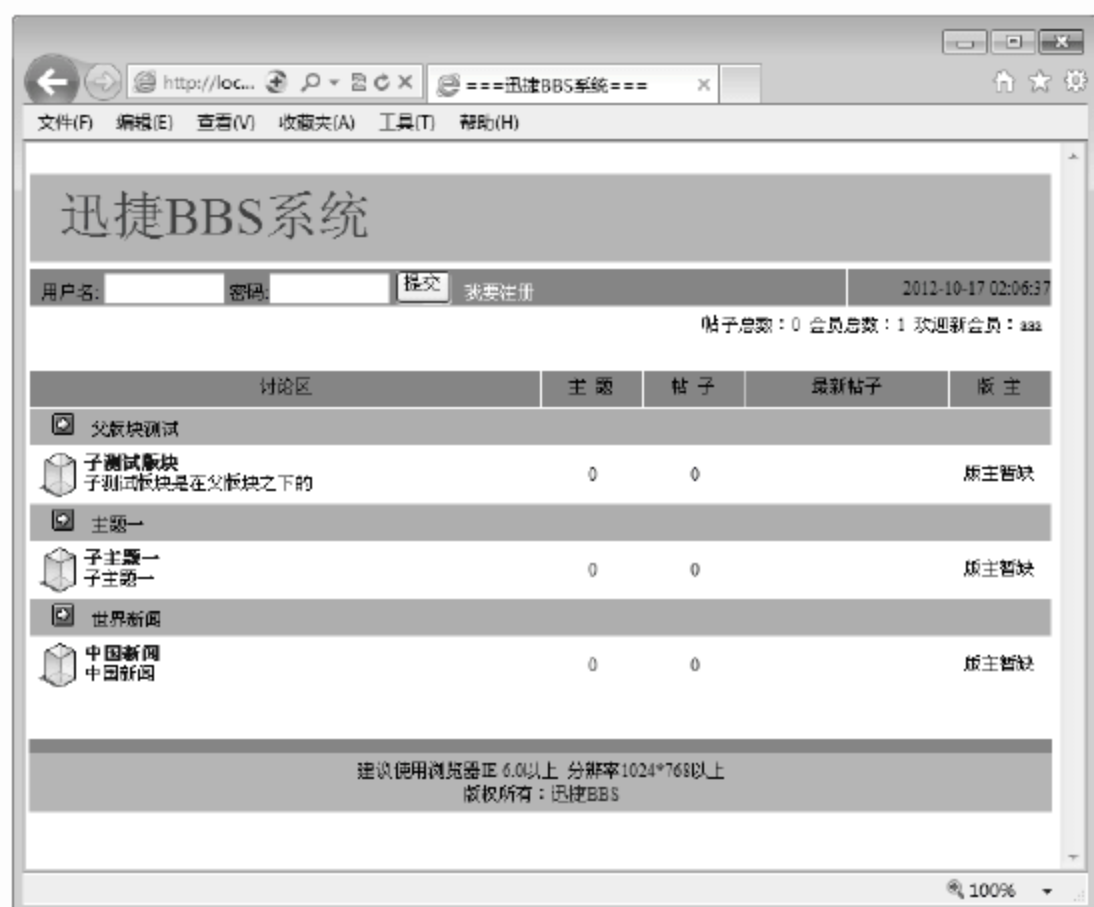 http://loc...
===迅捷BBS系统===
文件(F) 编辑(E) 查看(V) 收藏夹(A) 工具(T) 帮助(H)
迅捷BBS系统
用户名: 密码: 提交 我要注册 2012-10-17 02:06:37
帖子总数：0 会员总数：1 欢迎新会员：aaa
讨论区 主 题 帖 子 最新帖子 版 主
父版块测试
子测试版块
子测试版块是在父版块之下的 0 0 版主暂缺
主题一
子主题一
子主题一 0 0 版主暂缺
世界新闻
中国新闻
中国新闻 0 0 版主暂缺
建议使用浏览器IE 6.0以上 分辨率1024*768以上
版权所有：迅捷BBS
100%